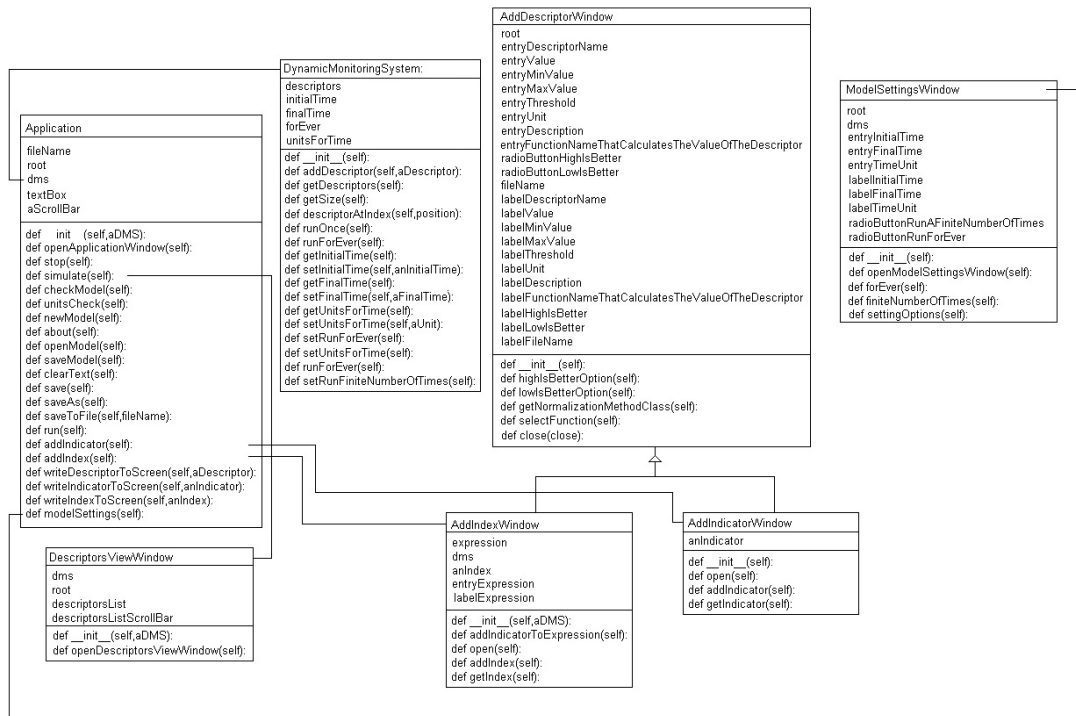 Application
fileName
root
dms
textBox
aScrollBar
def __init__(self,aDMS):
def openApplicationWindow(self):
def stop(self):
def simulate(self):
def checkModel(self):
def unitsCheck(self):
def newModel(self):
def about(self):
def openModel(self):
def saveModel(self):
def clearText(self):
def save(self):
def saveAs(self):
def saveToFile(self,fileName):
def run(self):
def addIndicator(self):
def addIndex(self):
def writeDescriptorToScreen(self,aDescriptor):
def writeIndicatorToScreen(self,anIndicator):
def writeIndexToScreen(self,anIndex):
def modelSettings(self):
DynamicMonitoringSystem:
descriptors
initialTime
finalTime
forEver
unitsForTime
def __init__(self):
def addDescriptor(self,aDescriptor):
def getDescriptors(self):
def getSize(self):
def descriptorAtIndex(self,position):
def runOnce(self):
def runForEver(self):
def getInitialTime(self):
def setInitialTime(self,anInitialTime):
def getFinalTime(self):
def setFinalTime(self,aFinalTime):
def getUnitsForTime(self):
def setUnitsForTime(self,aUnit):
def setRunForEver(self):
def setUnitsForTime(self):
def runForEver(self):
def setRunFiniteNumberOfTimes(self):
AddDescriptorWindow
root
entryDescriptorName
entryValue
entryMinValue
entryMaxValue
entryThreshold
entryUnit
entryDescription
entryFunctionNameThatCalculatesTheValueOfTheDescriptor
radioButtonHighIsBetter
radioButtonLowIsBetter
fileName
labelDescriptorName
labelValue
labelMinValue
labelMaxValue
labelThreshold
labelUnit
labelDescription
labelFunctionNameThatCalculatesTheValueOfTheDescriptor
labelHighIsBetter
labelLowIsBetter
labelFileName
def __init__(self):
def highIsBetterOption(self):
def lowIsBetterOption(self):
def getNormalizationMethodClass(self):
def selectFunction(self):
def close(close):
ModelSettingsWindow
root
dms
entryInitialTime
entryFinalTime
entryTimeUnit
labelInitialTime
labelFinalTime
labelTimeUnit
radioButtonRunAFiniteNumberOfTimes
radioButtonRunForEver
def __init__(self):
def openModelSettingsWindow(self):
def forEver(self):
def finiteNumberOfTimes(self):
def settingOptions(self):
DescriptorsViewWindow
dms
root
descriptorsList
descriptorsListScrollBar
def __init__(self,aDMS):
def openDescriptorsViewWindow(self):
AddIndexWindow
expression
dms
anIndex
entryExpression
labelExpression
def __init__(self,aDMS):
def addIndicatorToExpression(self):
def open(self):
def addIndex(self):
def getIndex(self):
AddIndicatorWindow
anIndicator
def __init__(self):
def open(self):
def addIndicator(self):
def getIndicator(self):